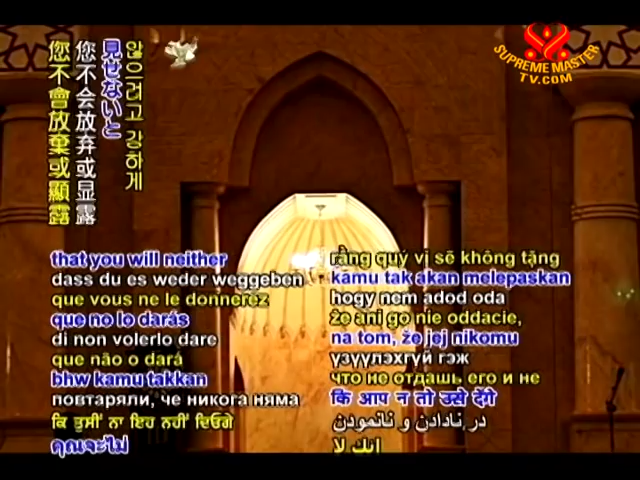 SUPREME MASTER
TV.COM
않으려고 강하게
見せないと
您不会放弃或显露
您不會放棄或顯露
that you will neither
dass du es weder weggeben
que vous ne le donnerez
que no lo darás
di non volerlo dare
que não o dará
bhw kamu takkan
повтаряли, че никога няма
ਕਿ ਤੁਸੀਂ ਨਾ ਇਹ ਨਹੀਂ ਦਿਓਗੇ
คุณจะไม่
rằng quý vị sẽ không tặng
kamu tak akan melepaskan
hogy nem adod oda
że ani go nie oddacie,
na tom, že jej nikomu
үзүүлэхгүй гэж
что не отдашь его и не
कि आप न तो उसे देंगे
در نادادن و نانمودن
إنك لا